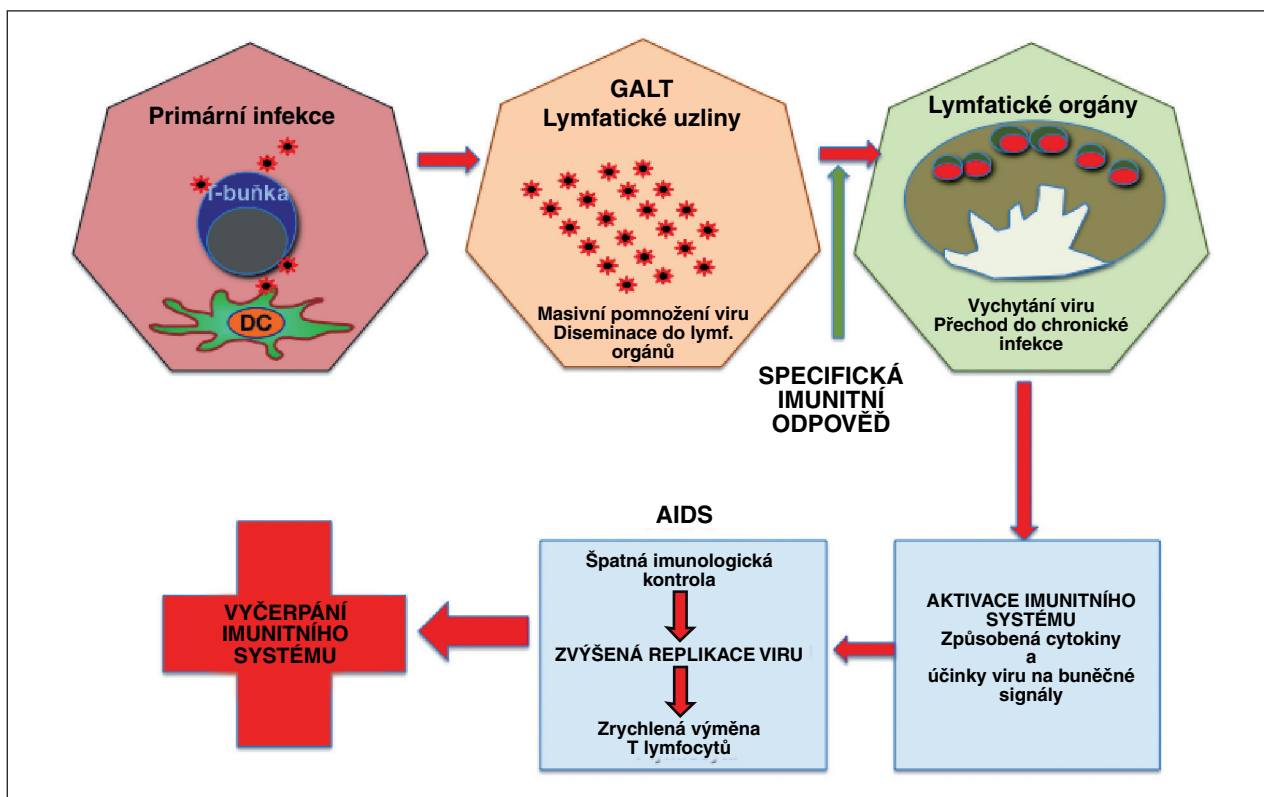 Primární infekce
T-buňka
DC
GALT
Lymfatické uzliny
Masivní pomnožení viru
Diseminace do lymf.
orgánů
SPECIFICKÁ
IMUNITNÍ
ODPOVĚĎ
Lymfatické orgány
Vychytání viru
Přechod do chronické
infekce
AKTIVACE IMUNITNÍHO
SYSTÉMU
Způsobená cytokiny
a
účinky viru na buněčné
signály
AIDS
Špatná imunologická
kontrola
ZVÝŠENÁ REPLIKACE VIRU
Zrychlená výměna
T lymfocytů
VYČERPÁNÍ
IMUNITNÍHO
SYSTÉMU